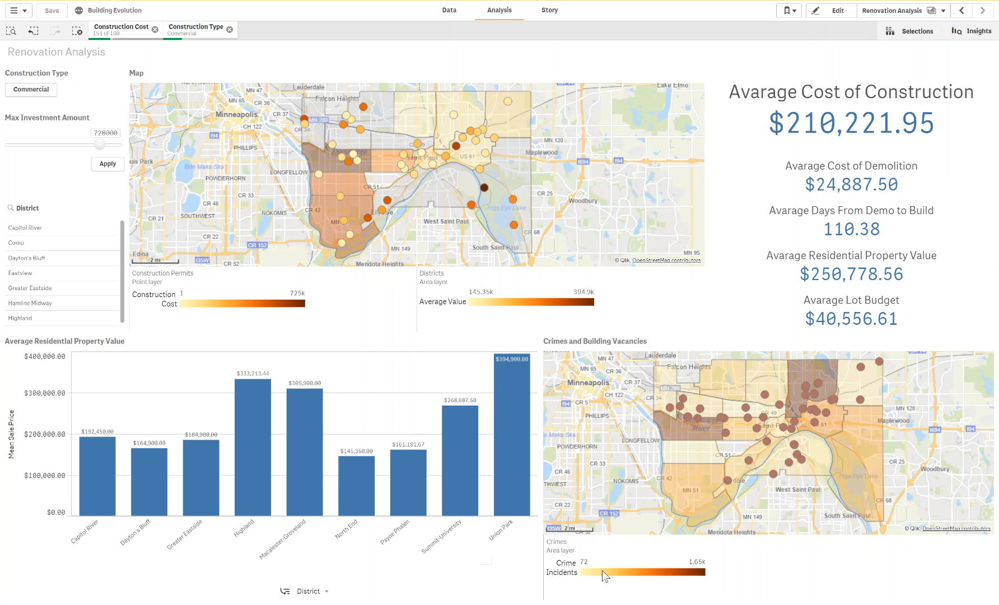 Save
Building Evolution
Data
Analysis
Story
Edit
Renovation Analysis
Construction Cost
151 of 160
Construction Type
Commercial
Selections
Insights
Renovation Analysis
Construction Type
Commercial
Max Investment Amount
728000
Apply
District
Capitol River
Como
Dayton's Bluff
Eastview
Greater Eastside
Hamline Midway
Highland
Map
Lauderdale
Lake Elmo
MN 47
Falcon Heights
MN 65
CR 36
Minneapolis
CR 37
MN 280
CH 122
CR 34
I94
PHILLIPS
MN 120
Mississippi
Maplewood
Saint Paul
US 61
uis Park
Bde Maka Ska
I694
I94
LONGFELLOW
POWDERHORN
CR 51
CR 33
CR 25
CR 46
Woodbury
SOUTHWEST
NOKOMIS
CR 42
Pigs Eye Lake
CR 21
West Saint Paul
CR 68
CR 22
CR 152
MN 149
South Saint Paul
Edina
MN 95
2 mi
I35W
CR 52
Mendota Heights
© Qlik, OpenStreetMap contributors
Construction Permits
Point layer
Construction Cost
1
725k
Districts
Area layer
145.35k
394.9k
Average Value
Avarage Cost of Construction
$210,221.95
Avarage Cost of Demolition
$24,887.50
Avarage Days From Demo to Build
110.38
Avarage Residential Property Value
$250,778.56
Avarage Lot Budget
$40,556.61
Average Residential Property Value
Mean Sale Price
$400,000.00
$300,000.00
$200,000.00
$100,000.00
$0.00
$192,450.00
$164,900.00
$184,900.00
$333,213.44
$309,900.00
$145,350.00
$161,191.67
$268,687.50
$394,900.00
Capitol River
Dayton's Bluff
Greater Eastside
Highland
Macalester-Groveland
North End
Payne Phalen
Summit-University
Union Park
District
Crimes and Building Vacancies
MN 47
Lauderdale
MN 65
CR 36
Falcon Heights
Minneapolis
CR 37
MN 280
CH 122
CR 34
I94
CR 5
PHILLIPS
CR 49
MN 120
Mississippi
River
Maplewood
e Maka Ska
I694
I94
LONGFELLOW
POWDERHORN
CR 51
CR 33
CR 25
CR 46
Woodbury
THWEST
NOKOMIS
CR 42
dale
Pigs Eye Lake
MN 51
West Saint Paul
CR 22
CR 68
CR 152
MN 149
South Saint Paul
I35W
2 mi
Mendota Heights
© Qlik, OpenStreetMap contributors
Crimes
Area layer
Crime Incidents
72
1.65k